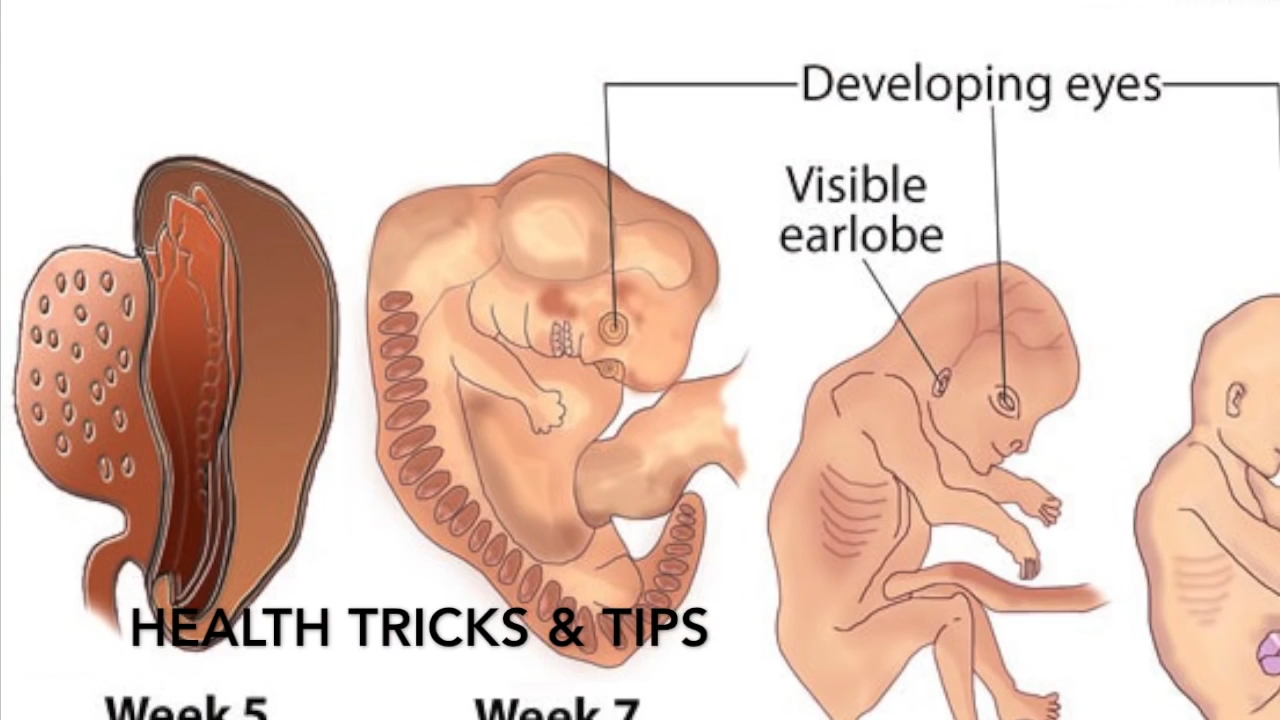 Developing eyes
Visible
earlobe
HEALTH TRICKS & TIPS
Week 5
Week 7